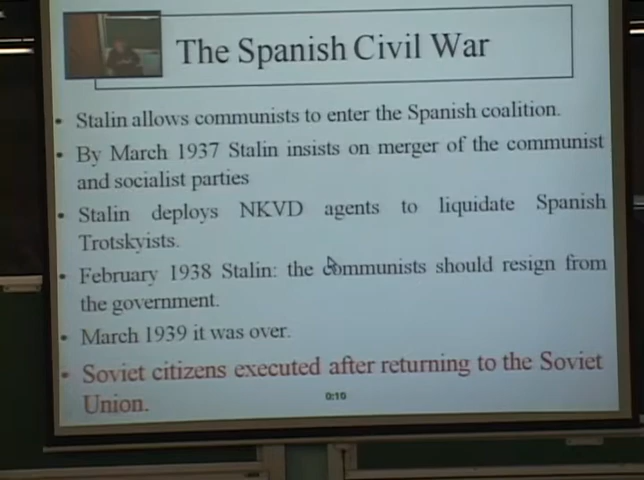 The Spanish Civil War
• Stalin allows communists to enter the Spanish coalition.
• By March 1937 Stalin insists on merger of the communist
and socialist parties
• Stalin deploys NKVD agents to liquidate Spanish
Trotskyists.
• February 1938 Stalin: the communists should resign from
the government.
• March 1939 it was over.
• Soviet citizens executed after returning to the Soviet
Union.
0:10